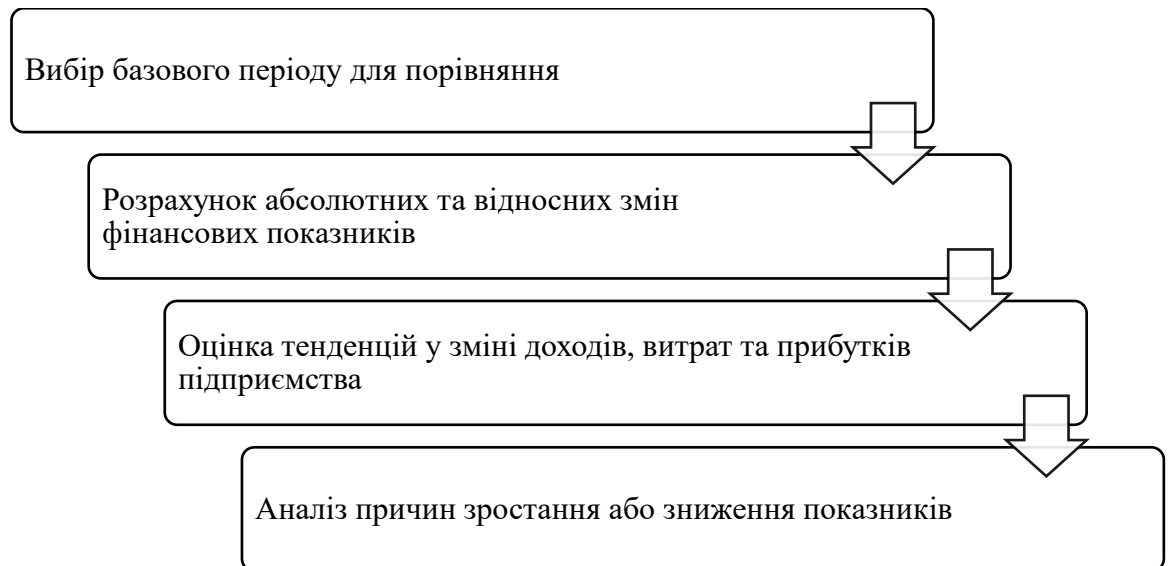 Вибір базового періоду для порівняння
Розрахунок абсолютних та відносних змін
фінансових показників
Оцінка тенденцій у зміні доходів, витрат та прибутків
підприємства
Аналіз причин зростання або зниження показників